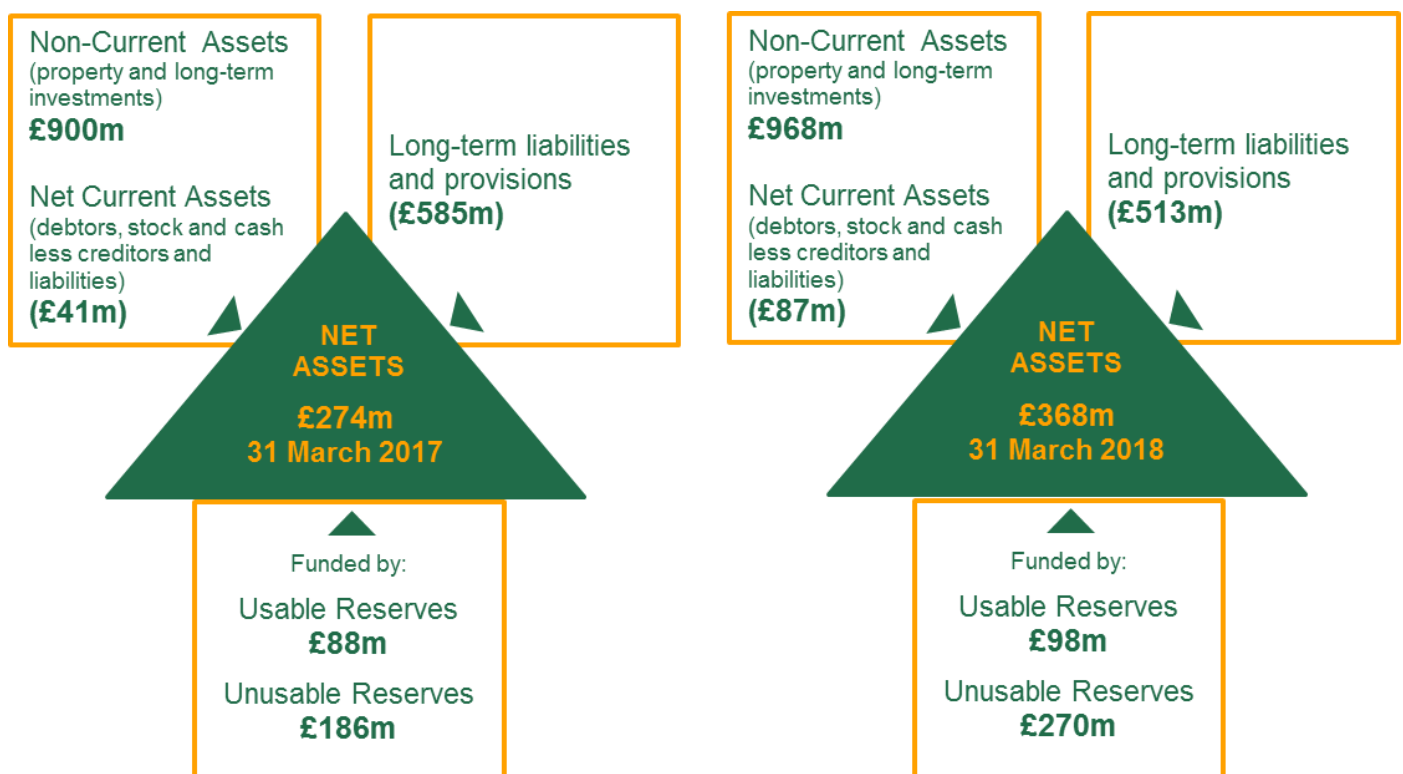 Non-Current Assets
(property and long-term
investments)
£900m
Net Current Assets
(debtors, stock and cash
less creditors and
liabilities)
(£41m)
Long-term liabilities
and provisions
(£585m)
NET
ASSETS
£274m
31 March 2017
Funded by:
Usable Reserves
£88m
Unusable Reserves
£186m
Non-Current Assets
(property and long-term
investments)
£968m
Net Current Assets
(debtors, stock and cash
less creditors and
liabilities)
(£87m)
Long-term liabilities
and provisions
(£513m)
NET
ASSETS
£368m
31 March 2018
Funded by:
Usable Reserves
£98m
Unusable Reserves
£270m